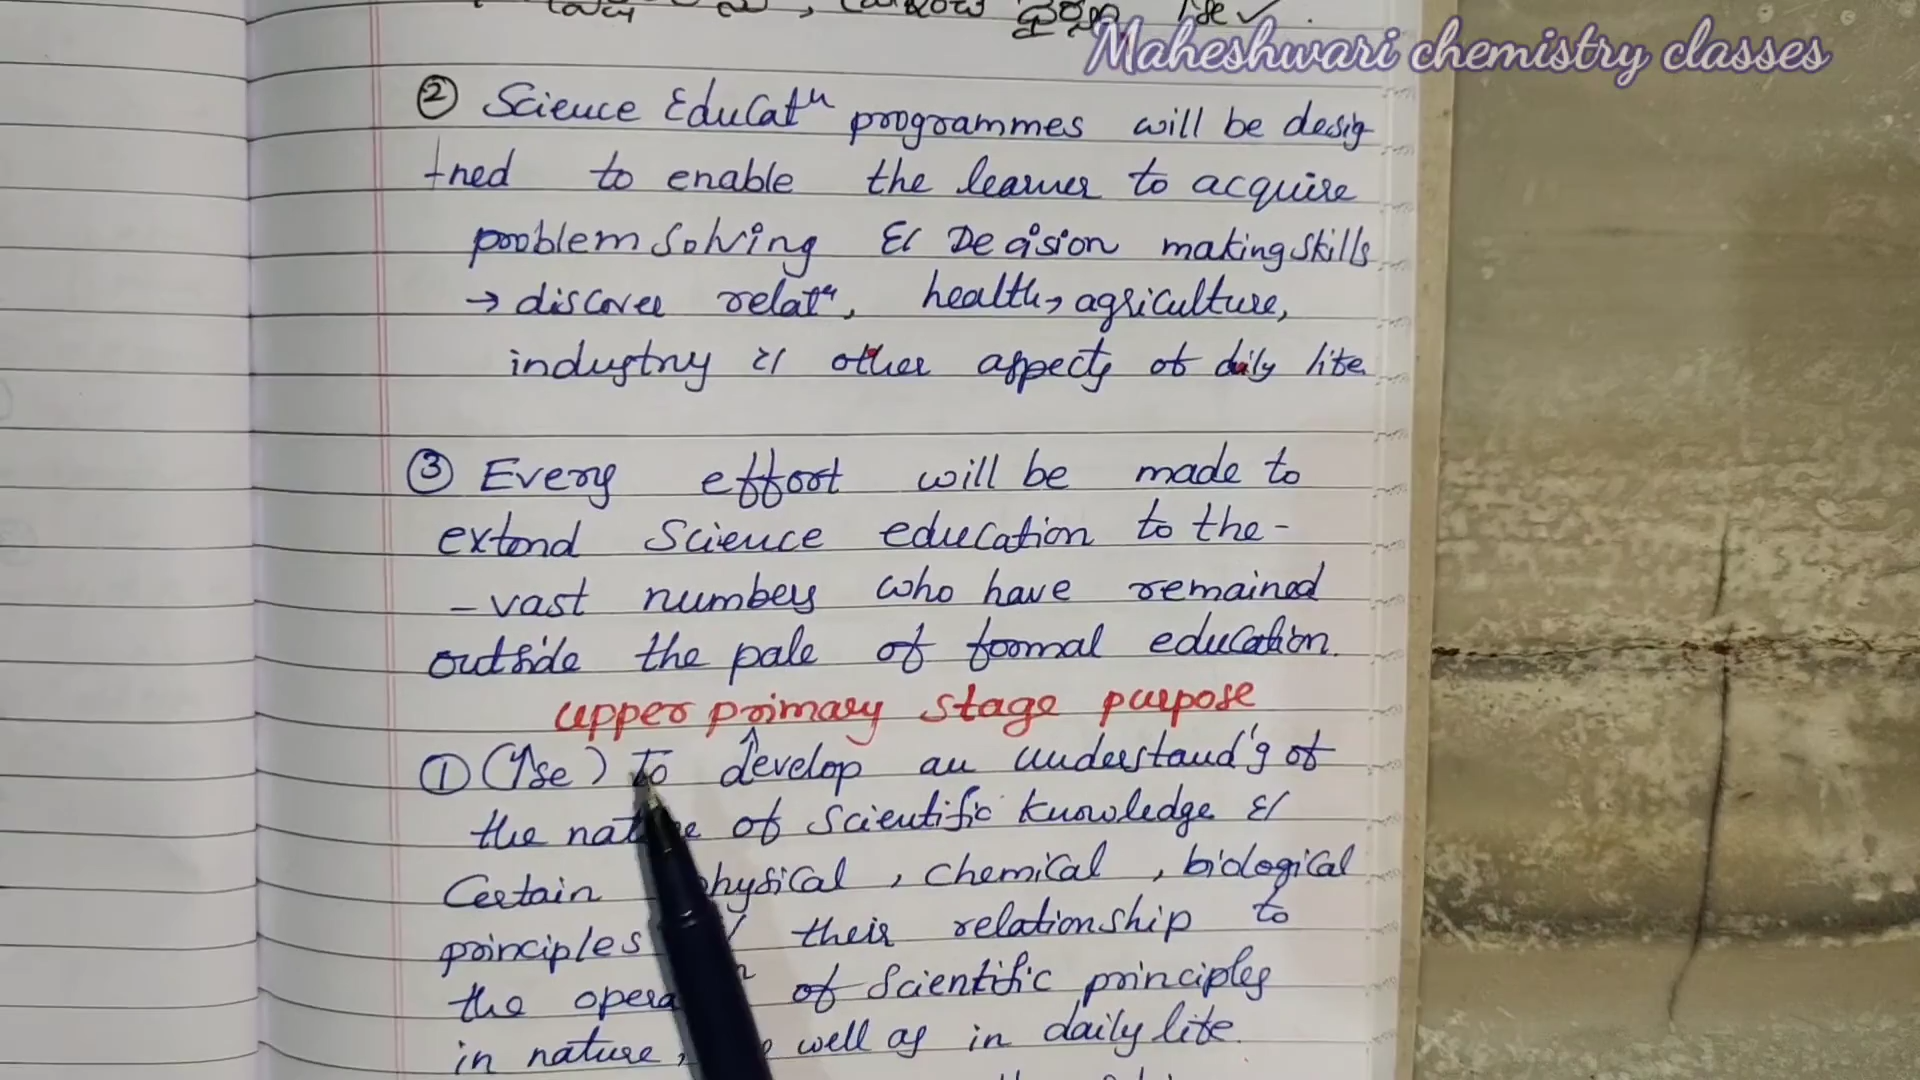 Maheshwari chemistry classes
② Science Educatⁿ programmes will be desig-
-ned to enable the learner to acquire
problem solving & Decision making skills
→ discover relatⁿ, health, agriculture,
industry & other aspects of daily life
③ Every effort will be made to
extend Science education to the-
- vast numbers who have remained
outside the pale of formal education.
upper primary stage purpose
① (↑se) To develop an understand'g of
the nature of scientific knowledge &
Certain physical, chemical, biological
principles their relationship to
the of Scientific principles
in nature, well as in daily life.